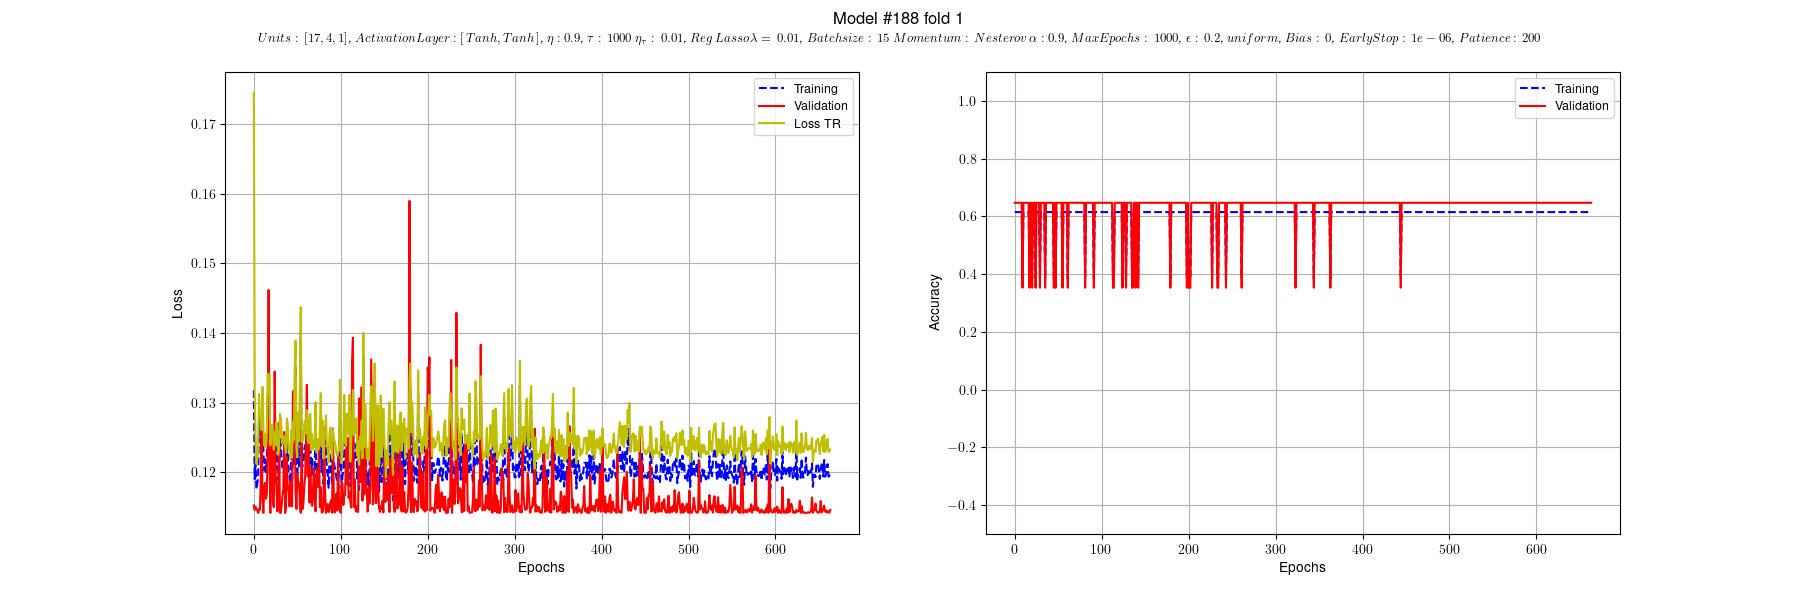 Model #188 fold 1
Units : [17, 4, 1], ActivationLayer : [Tanh, Tanh], η : 0.9, τ : 1000 ητ : 0.01, Reg Lassoλ = 0.01, Batchsize : 15 Momentum : Nesterov α : 0.9, MaxEpochs : 1000, ϵ : 0.2, uniform, Bias : 0, EarlyStop : 1e − 06, Patience : 200
Training
Validation
Loss TR
0.17
0.16
0.15
0.14
0.13
0.12
Loss
0 100 200 300 400 500 600
Epochs
Training
Validation
1.0
0.8
0.6
0.4
0.2
0.0
−0.2
−0.4
Accuracy
0 100 200 300 400 500 600
Epochs